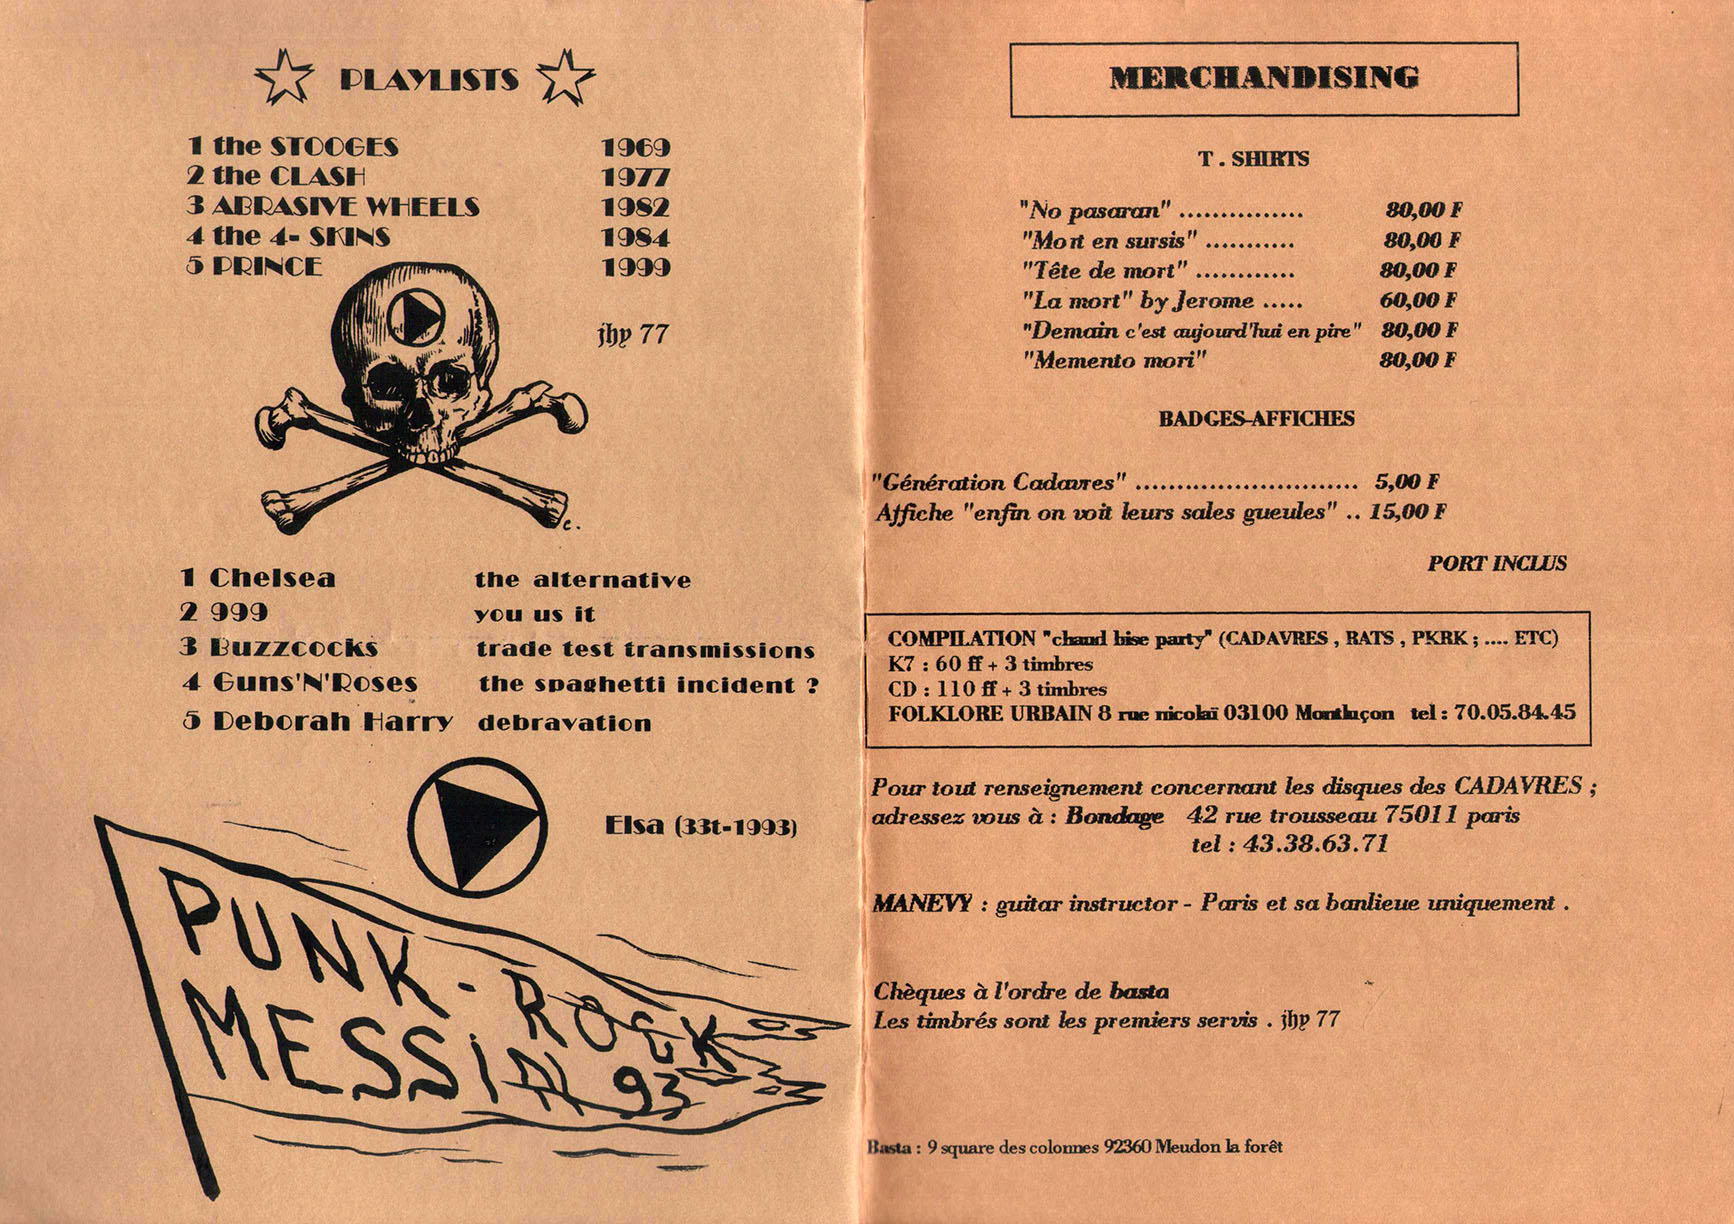 PLAYLISTS
1 the STOOGES 1969
2 the CLASH 1977
3 ABRASIVE WHEELS 1982
4 the 4- SKINS 1984
5 PRINCE 1999
jhp 77
c.
1 Chelsea the alternative
2 999 you us it
3 Buzzcocks trade test transmissions
4 Guns'N'Roses the spaghetti incident ?
5 Deborah Harry debravation
Elsa (33t-1993)
PUNK-ROCK
MESSIN 93
MERCHANDISING
T . SHIRTS
"No pasaran" ............... 80,00 F
"Mort en sursis" ........... 80,00 F
"Tête de mort" ............ 80,00 F
"La mort" by Jerome ..... 60,00 F
"Demain c'est aujourd'hui en pire" 80,00 F
"Memento mori" 80,00 F
BADGES-AFFICHES
"Génération Cadavres" ........................... 5,00 F
Affiche "enfin on voit leurs sales gueules" .. 15,00 F
PORT INCLUS
COMPILATION "chaud bise party" (CADAVRES , RATS , PKRK ; .... ETC)
K7 : 60 ff + 3 timbres
CD : 110 ff + 3 timbres
FOLKLORE URBAIN 8 rue nicolaï 03100 Montluçon tel : 70.05.84.45
Pour tout renseignement concernant les disques des CADAVRES ;
adressez vous à : Bondage 42 rue trousseau 75011 paris
tel : 43.38.63.71
MANEVY : guitar instructor - Paris et sa banlieue uniquement .
Chèques à l'ordre de basta
Les timbrés sont les premiers servis . jhp 77
Basta : 9 square des colonnes 92360 Meudon la forêt